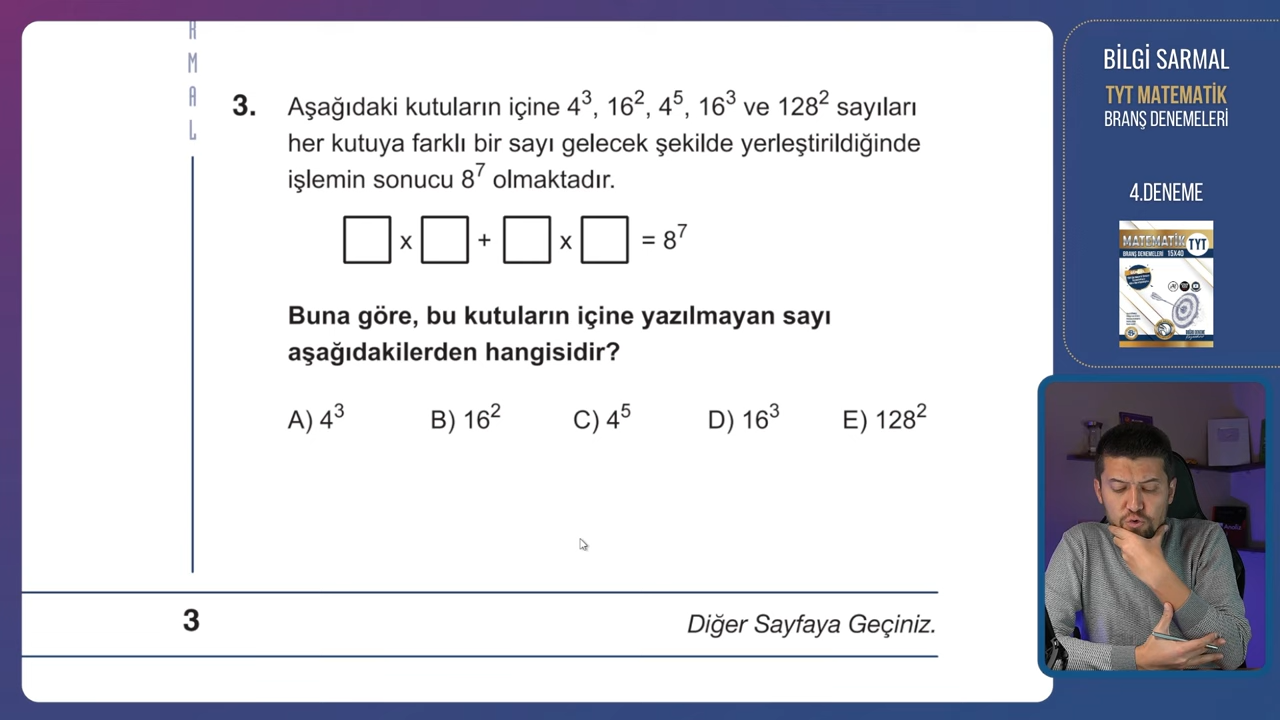 R
M
A
L
3. Aşağıdaki kutuların içine 4³, 16², 4⁵, 16³ ve 128² sayıları
her kutuya farklı bir sayı gelecek şekilde yerleştirildiğinde
işlemin sonucu 8⁷ olmaktadır.
□ x □ + □ x □ = 8⁷
Buna göre, bu kutuların içine yazılmayan sayı
aşağıdakilerden hangisidir?
A) 4³ B) 16² C) 4⁵ D) 16³ E) 128²
3
Diğer Sayfaya Geçiniz.
BİLGİ SARMAL
TYT MATEMATİK
BRANŞ DENEMELERİ
4.DENEME
MATEMATİK TYT
BRANŞ DENEMELERİ 15X40